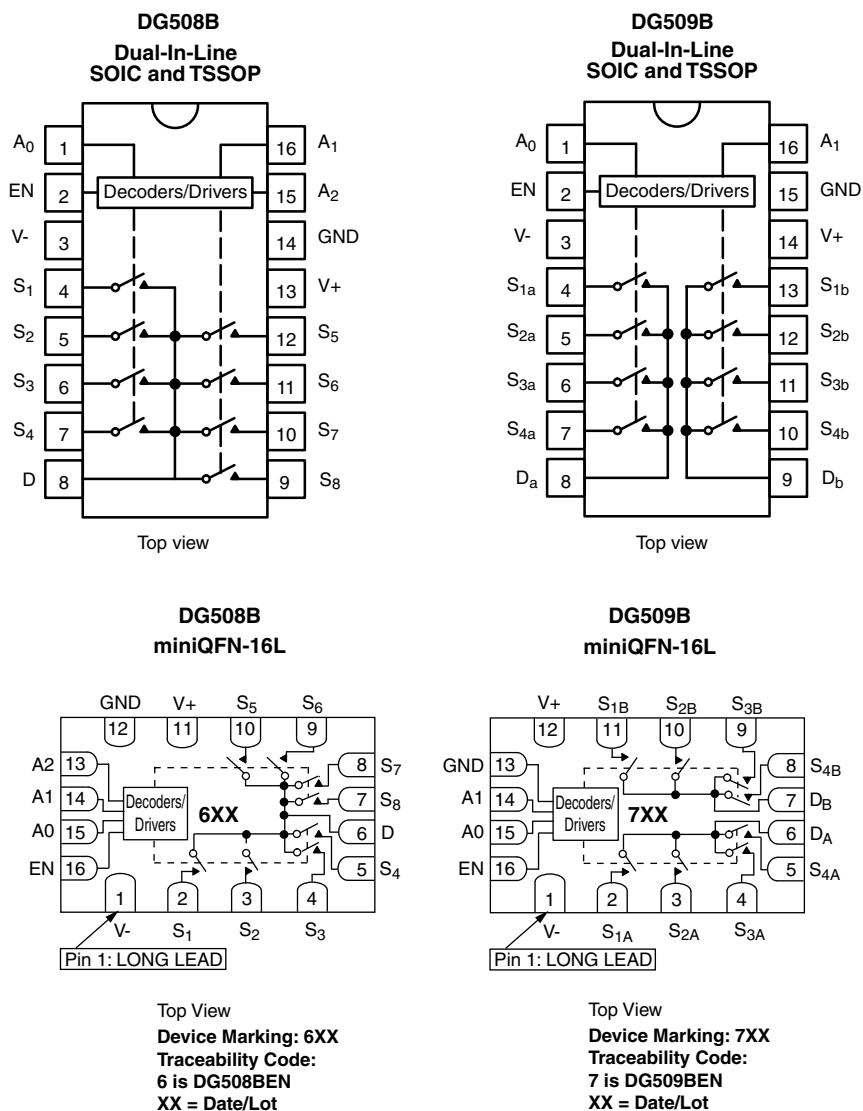 DG508B
Dual-In-Line
SOIC and TSSOP
A0 1 16 A1
EN 2 Decoders/Drivers 15 A2
V- 3 14 GND
S1 4 13 V+
S2 5 12 S5
S3 6 11 S6
S4 7 10 S7
D 8 9 S8
Top view
DG509B
Dual-In-Line
SOIC and TSSOP
A0 1 16 A1
EN 2 Decoders/Drivers 15 GND
V- 3 14 V+
S1a 4 13 S1b
S2a 5 12 S2b
S3a 6 11 S3b
S4a 7 10 S4b
Da 8 9 Db
Top view
DG508B
miniQFN-16L
GND V+ S5 S6
12 11 10 9
A2 13 8 S7
A1 14 7 S8
Decoders/
Drivers
6XX
A0 15 6 D
EN 16 5 S4
1 2 3 4
V- S1 S2 S3
Pin 1: LONG LEAD
Top View
Device Marking: 6XX
Traceability Code:
6 is DG508BEN
XX = Date/Lot
DG509B
miniQFN-16L
V+ S1B S2B S3B
12 11 10 9
GND 13 8 S4B
A1 14 7 DB
Decoders/
Drivers
7XX
A0 15 6 DA
EN 16 5 S4A
1 2 3 4
V- S1A S2A S3A
Pin 1: LONG LEAD
Top View
Device Marking: 7XX
Traceability Code:
7 is DG509BEN
XX = Date/Lot